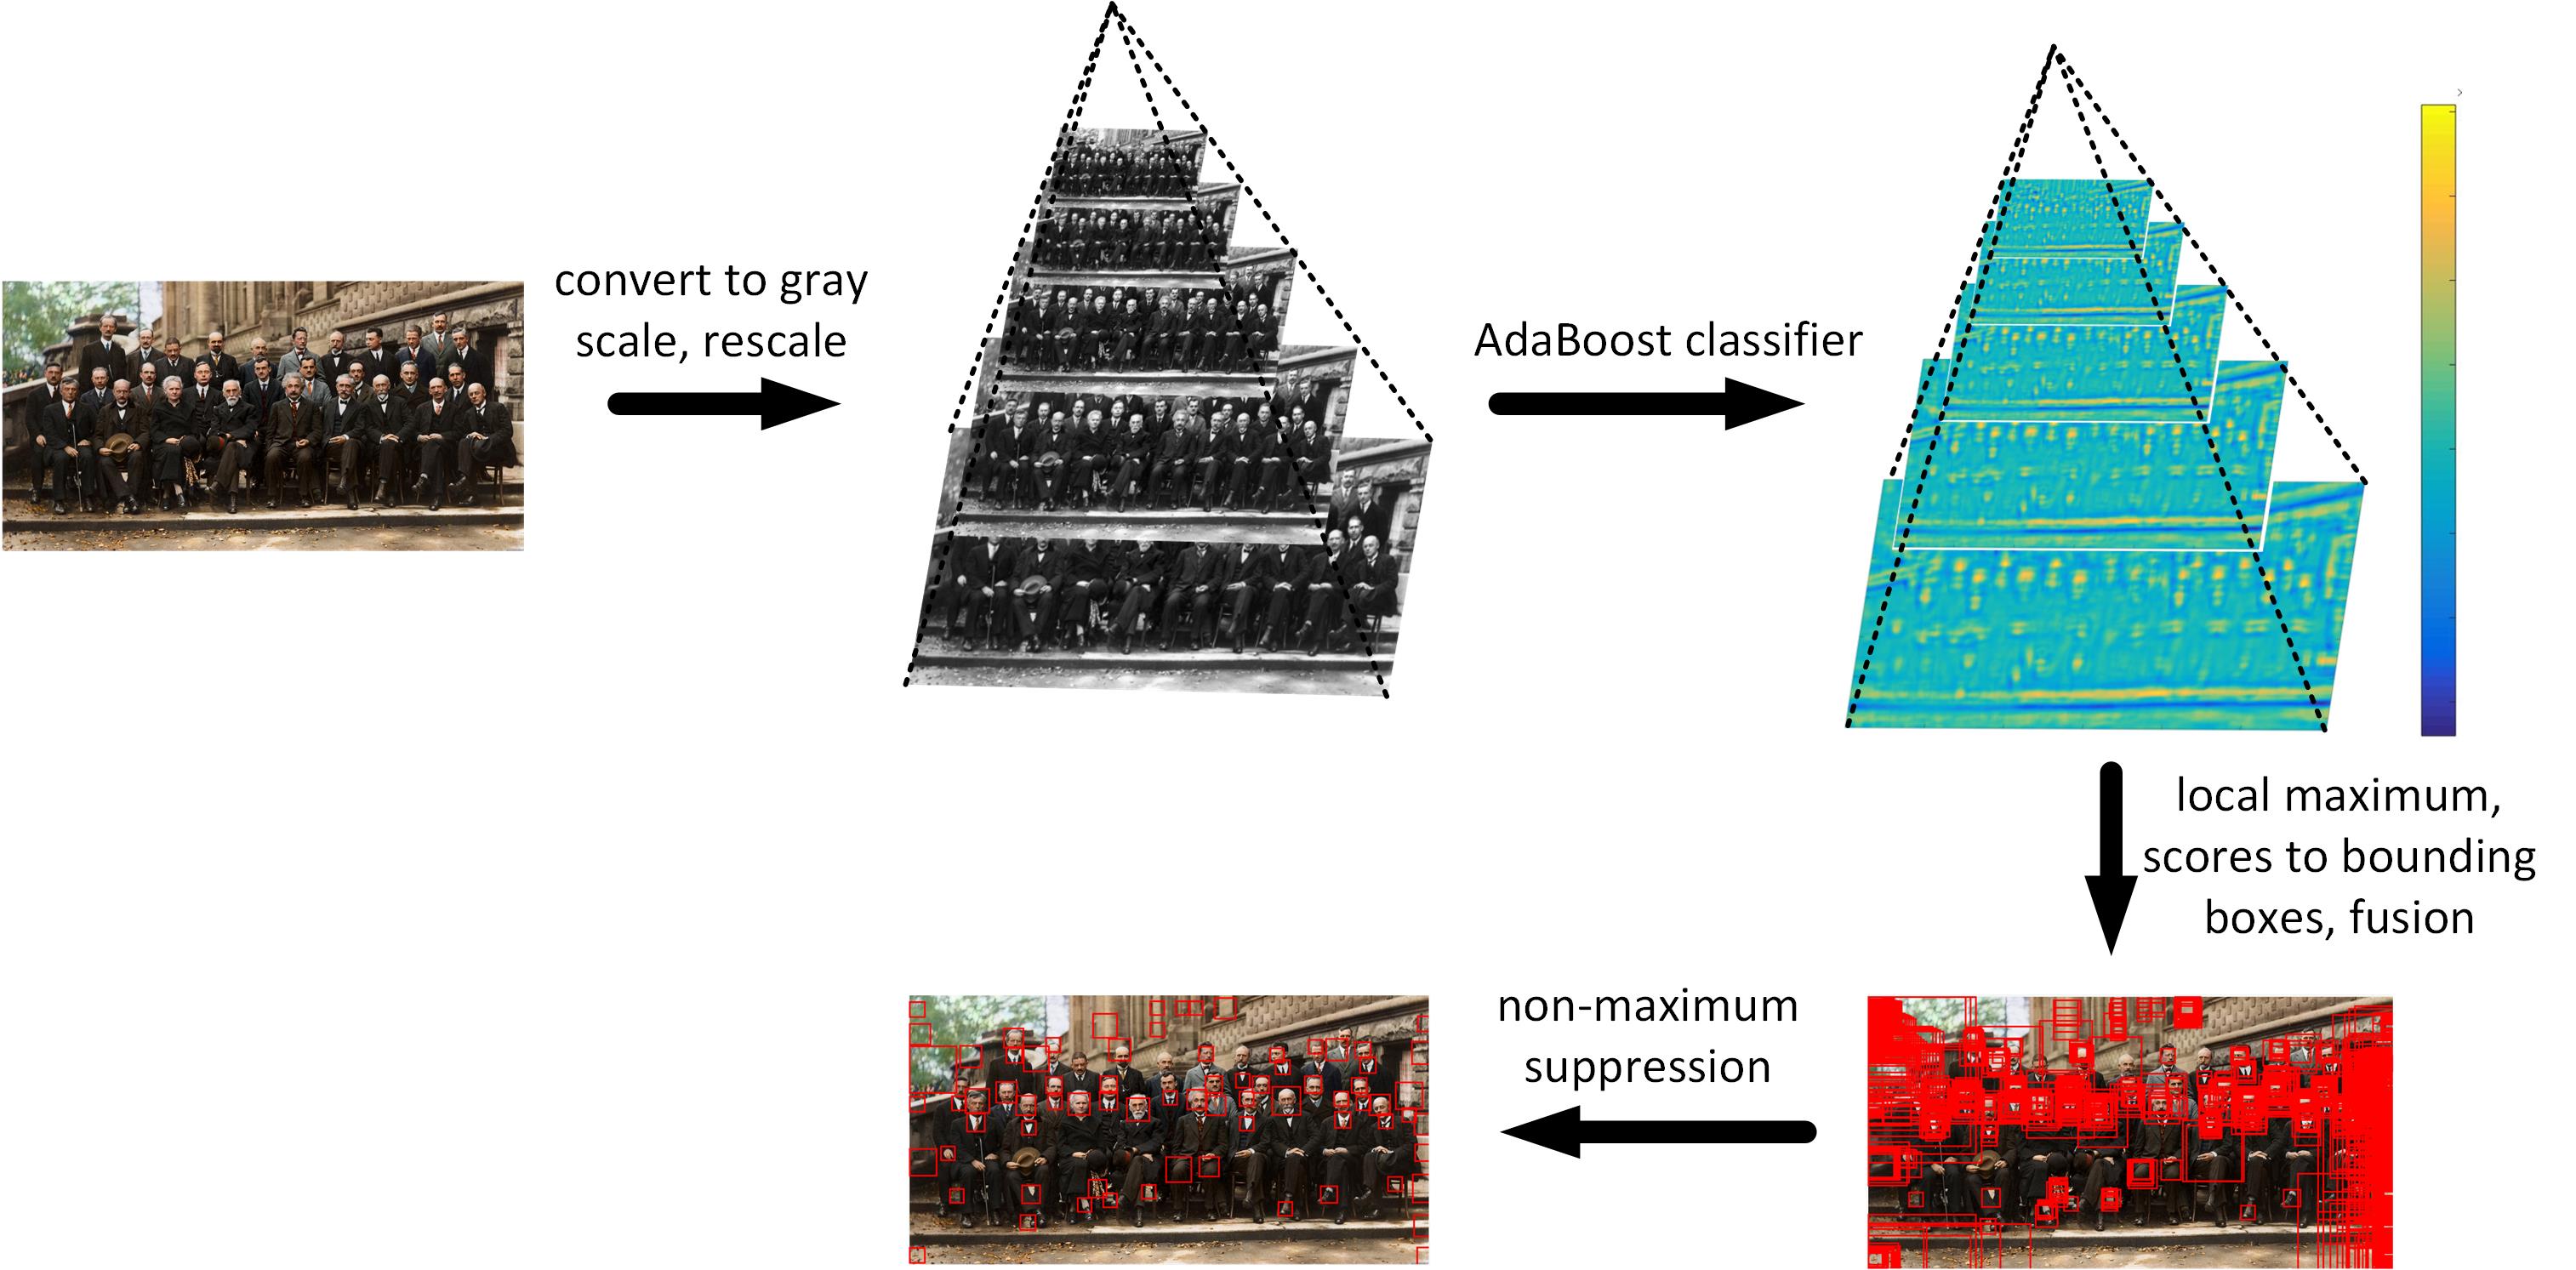 convert to gray
scale, rescale
AdaBoost classifier
local maximum,
scores to bounding
boxes, fusion
non-maximum
suppression